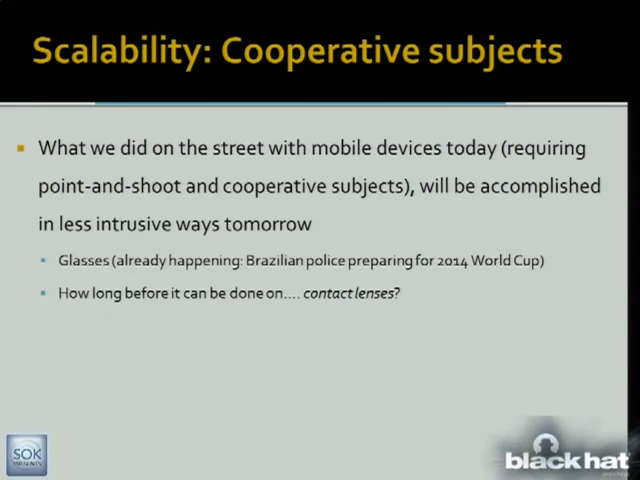 Scalability: Cooperative subjects
What we did on the street with mobile devices today (requiring
point-and-shoot and cooperative subjects), will be accomplished
in less intrusive ways tomorrow
Glasses (already happening: Brazilian police preparing for 2014 World Cup)
How long before it can be done on.... contact lenses?
SOK
PRESENTS
black hat